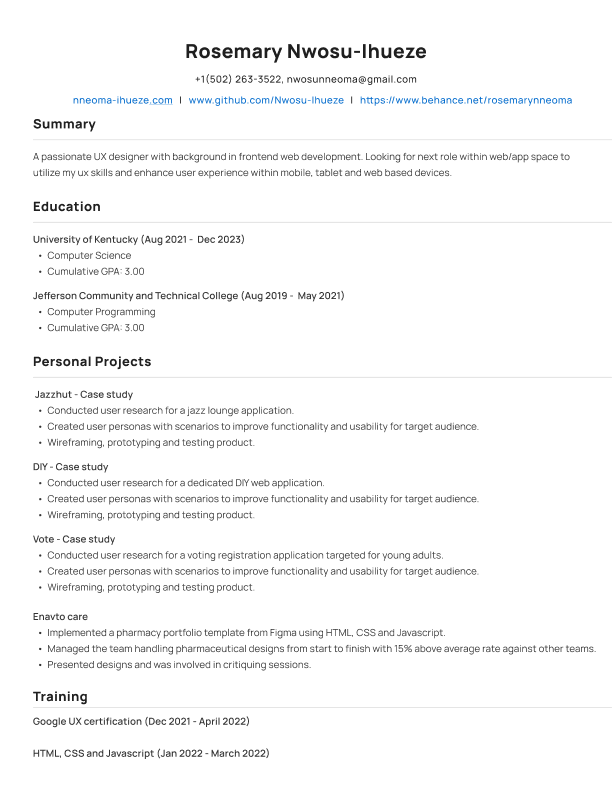 Rosemary Nwosu-Ihueze
+1(502) 263-3522, nwosunneoma@gmail.com
nneoma-ihueze.com | www.github.com/Nwosu-Ihueze | https://www.behance.net/rosemarynneoma
Summary
A passionate UX designer with background in frontend web development. Looking for next role within web/app space to
utilize my ux skills and enhance user experience within mobile, tablet and web based devices.
Education
University of Kentucky (Aug 2021 - Dec 2023)
• Computer Science
• Cumulative GPA: 3.00
Jefferson Community and Technical College (Aug 2019 - May 2021)
• Computer Programming
• Cumulative GPA: 3.00
Personal Projects
Jazzhut - Case study
• Conducted user research for a jazz lounge application.
• Created user personas with scenarios to improve functionality and usability for target audience.
• Wireframing, prototyping and testing product.
DIY - Case study
• Conducted user research for a dedicated DIY web application.
• Created user personas with scenarios to improve functionality and usability for target audience.
• Wireframing, prototyping and testing product.
Vote - Case study
• Conducted user research for a voting registration application targeted for young adults.
• Created user personas with scenarios to improve functionality and usability for target audience.
• Wireframing, prototyping and testing product.
Enavto care
• Implemented a pharmacy portfolio template from Figma using HTML, CSS and Javascript.
• Managed the team handling pharmaceutical designs from start to finish with 15% above average rate against other teams.
• Presented designs and was involved in critiquing sessions.
Training
Google UX certification (Dec 2021 - April 2022)
HTML, CSS and Javascript (Jan 2022 - March 2022)